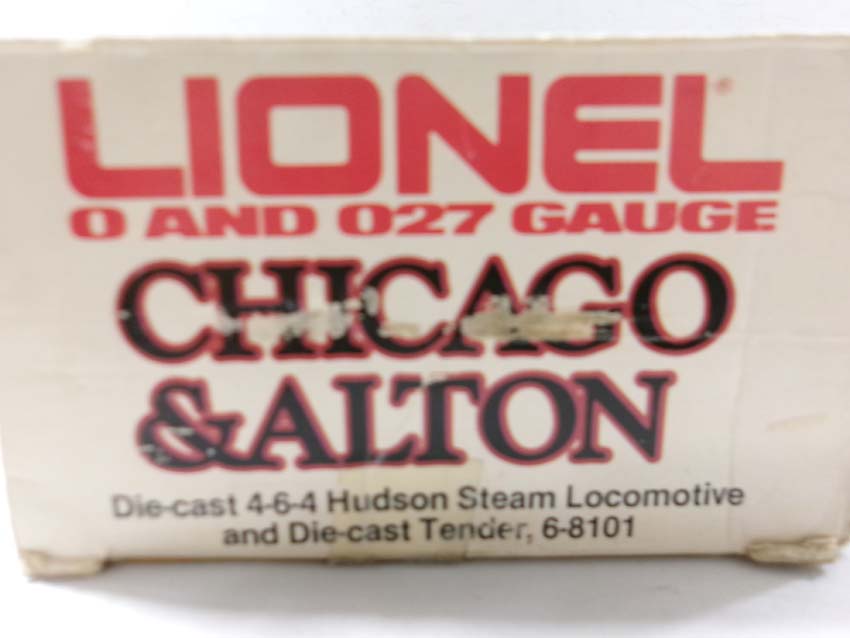 LIONEL®
O AND O27 GAUGE
CHICAGO
&ALTON
Die-cast 4-6-4 Hudson Steam Locomotive
and Die-cast Tender, 6-8101